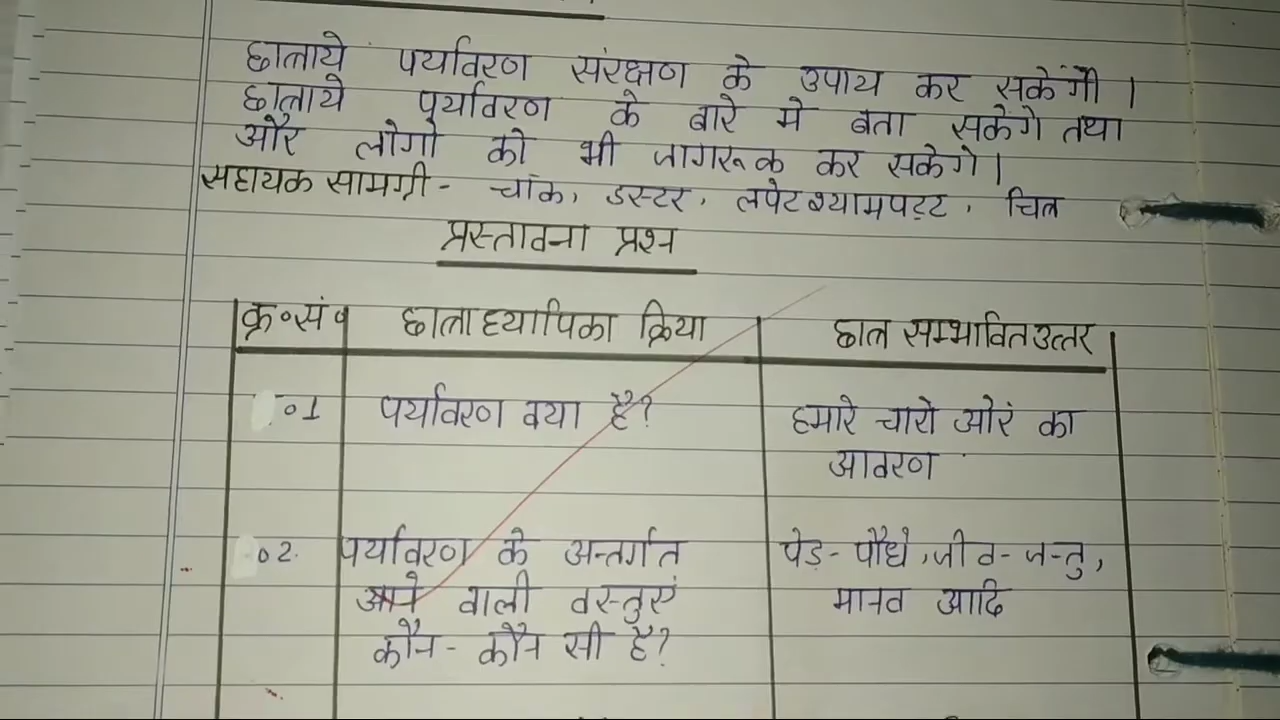 छात्राये पर्यावरण संरक्षण के उपाय कर सकेंगी।
छात्राये पर्यावरण के बारे मे बता सकेंगे तथा
और लोगो को भी जागरूक कर सकेगे।
सहायक सामग्री - चॉक, डस्टर, लपेट श्यामपट्ट, चित्र
प्रस्तावना प्रश्न
क्र०सं० छात्राध्यापिका क्रिया छात्र सम्भावित उत्तर
01 पर्यावरण क्या है? हमारे चारो ओर का
आवरण
02. पर्यावरण के अन्तर्गत पेड़-पौधे, जीव-जन्तु,
आने वाली वस्तुएं मानव आदि
कौन-कौन सी है?